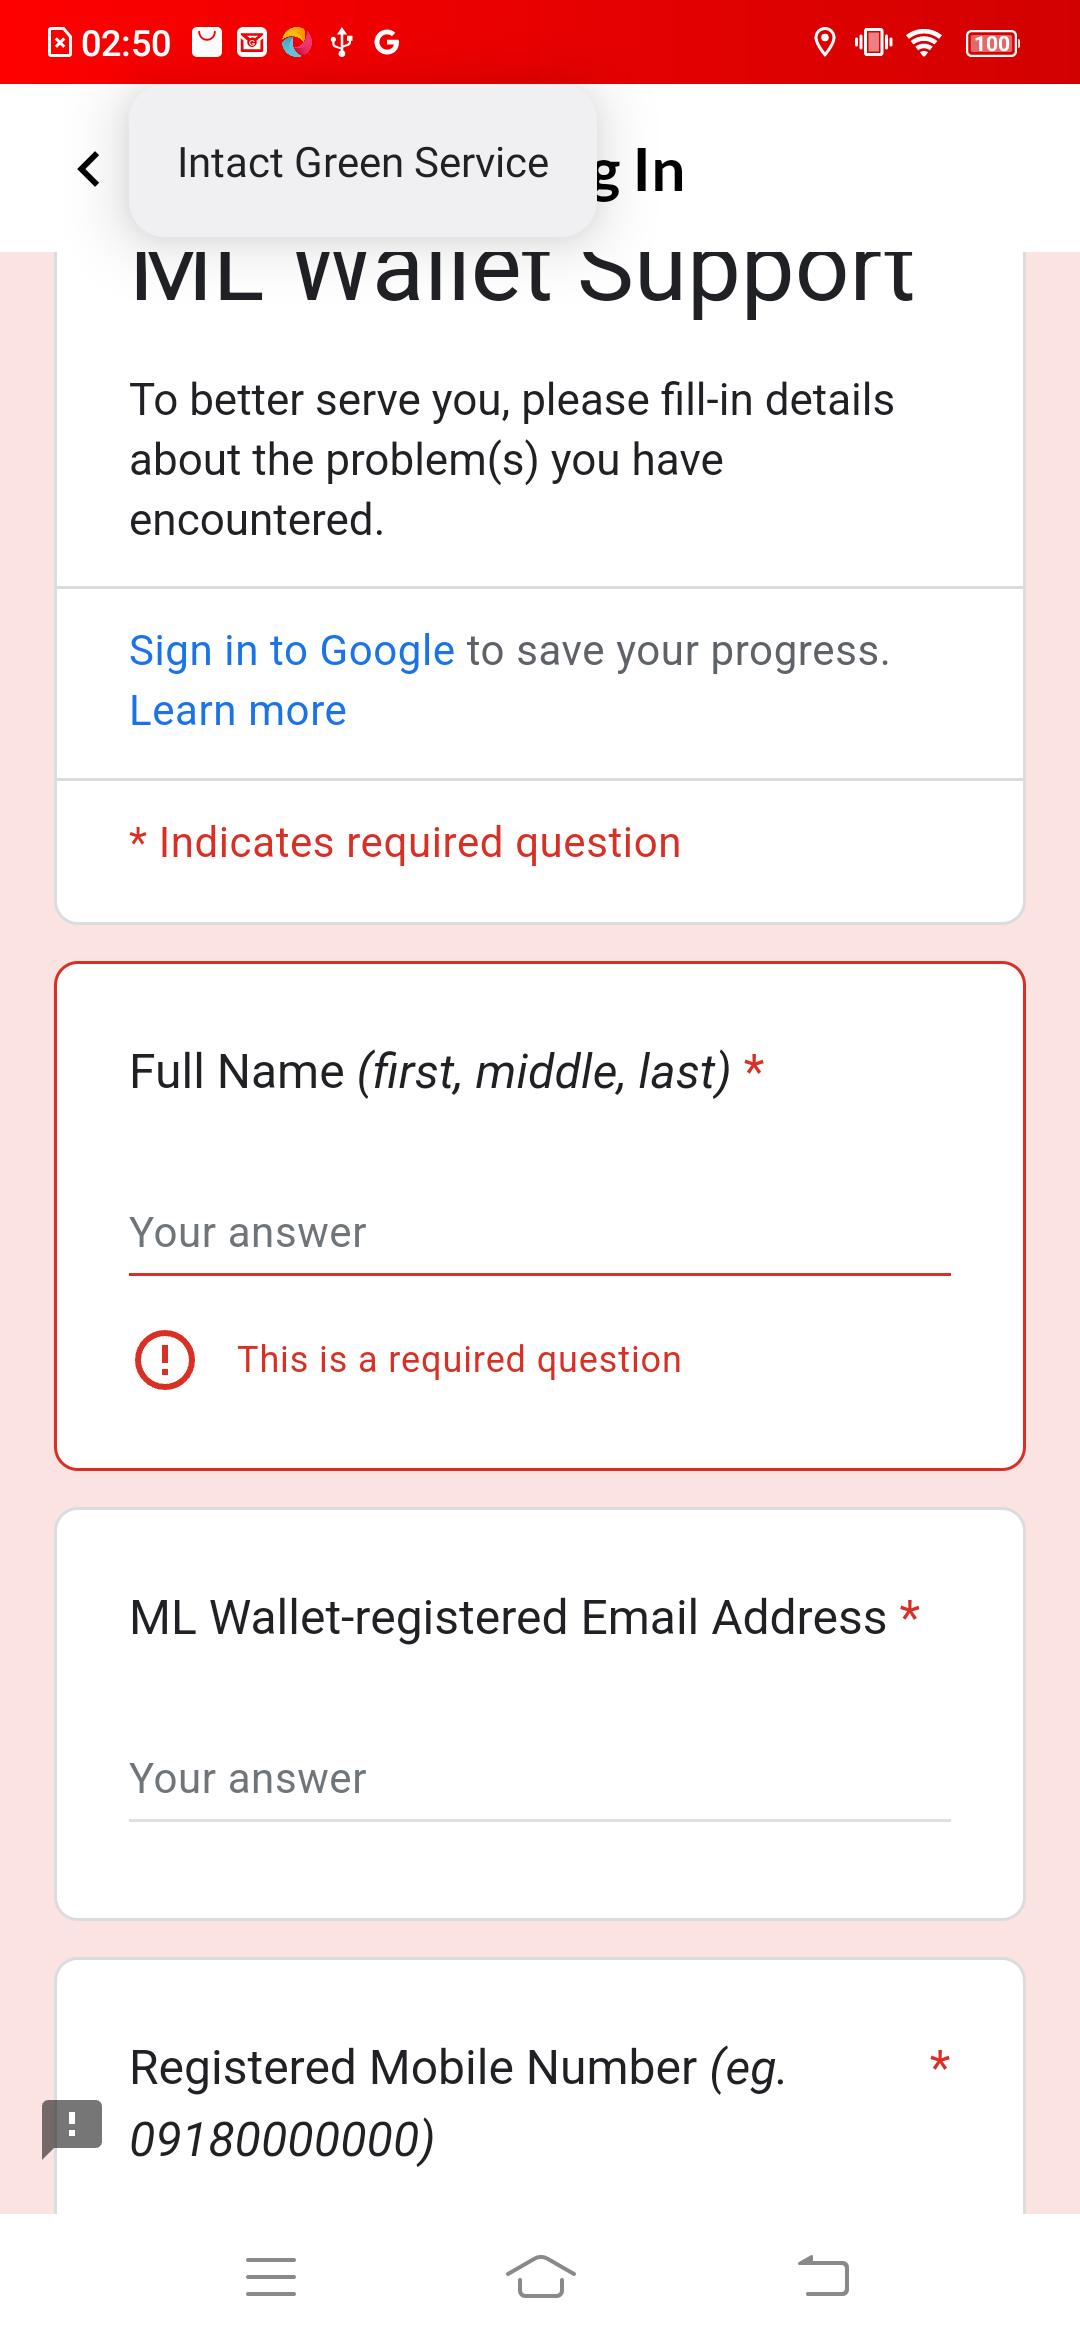 02:50
100
Intact Green Service
g In
ML Wallet Support
To better serve you, please fill-in details
about the problem(s) you have
encountered.
Sign in to Google to save your progress.
Learn more
* Indicates required question
Full Name (first, middle, last) *
Your answer
This is a required question
ML Wallet-registered Email Address *
Your answer
Registered Mobile Number (eg. *
09180000000)